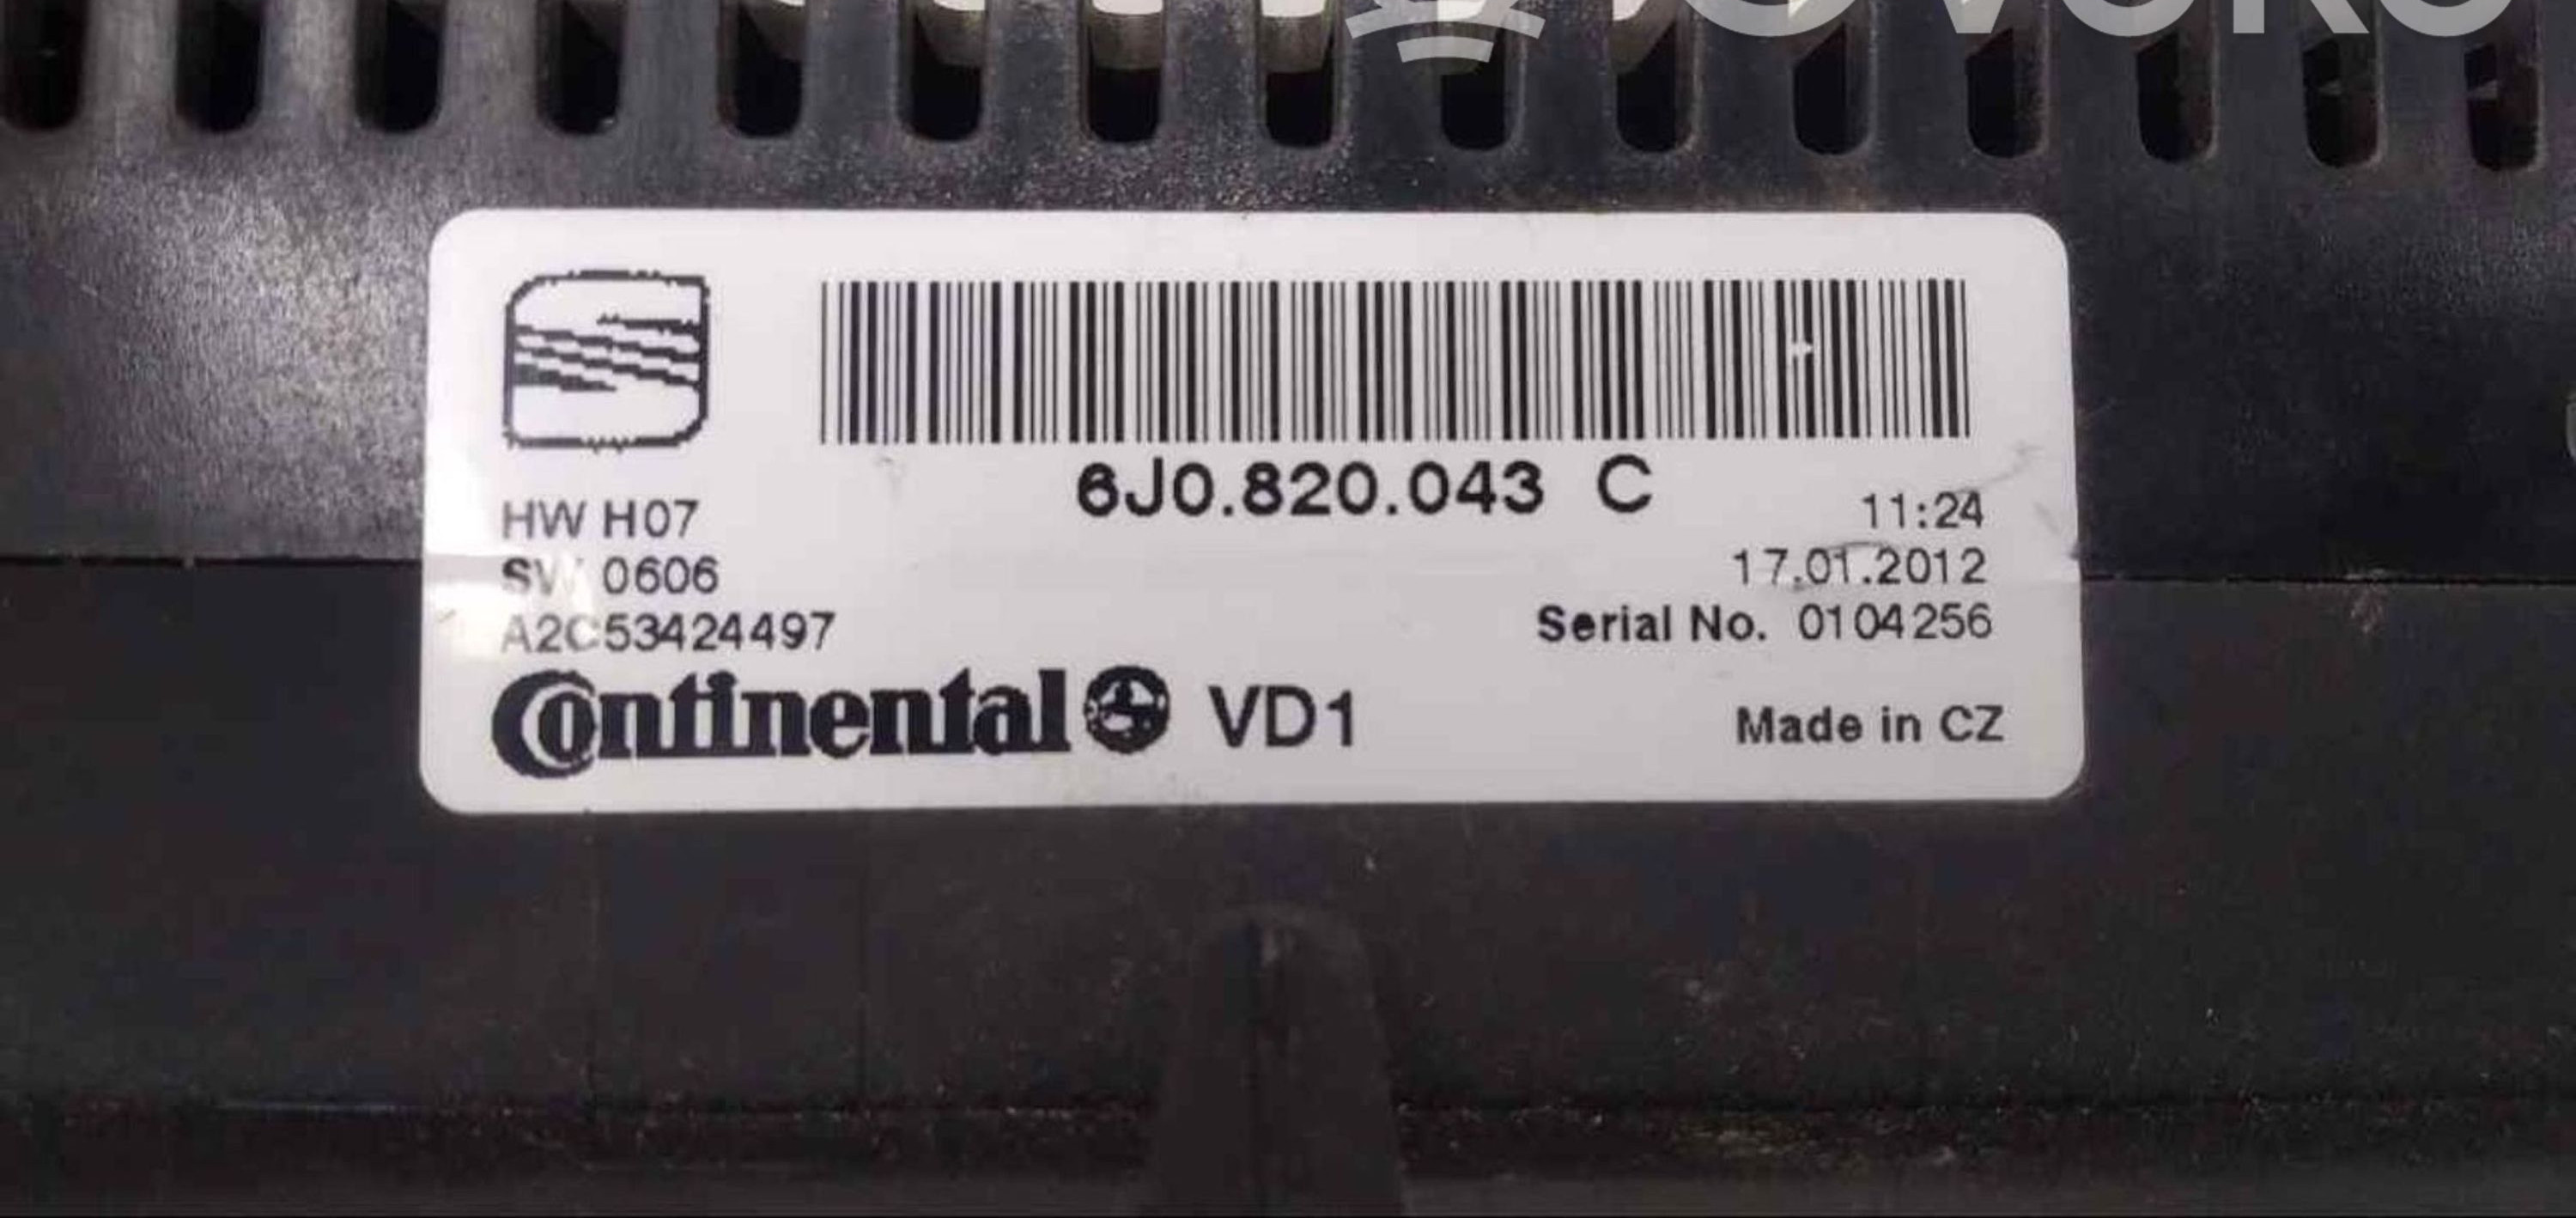 6J0.820.043 C
HW H07
11:24
SW 0606
17.01.2012
A2C53424497
Serial No. 0104256
Continental VD1
Made in CZ